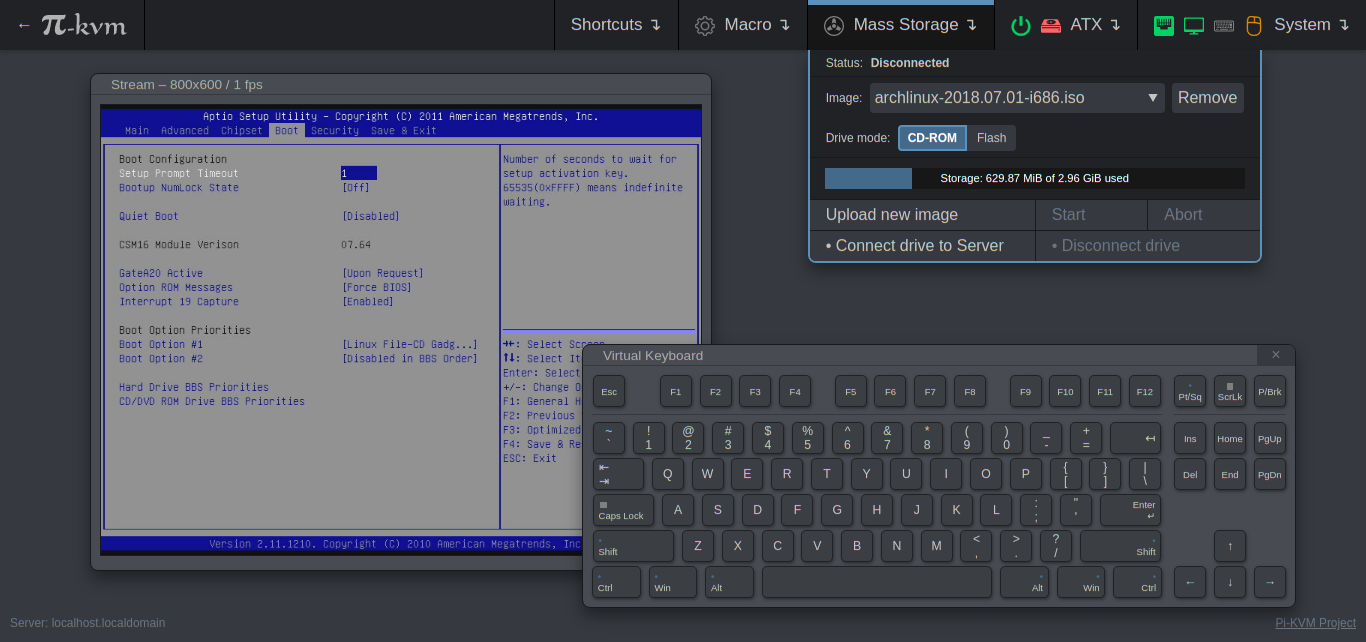 ← π-kvm
Shortcuts ↴
Macro ↴
Mass Storage ↴
ATX ↴
System ↴
Status: Disconnected
Image: archlinux-2018.07.01-i686.iso ▼ Remove
Drive mode: CD-ROM Flash
Storage: 629.87 MiB of 2.96 GiB used
Upload new image Start Abort
• Connect drive to Server • Disconnect drive
Stream – 800x600 / 1 fps
Aptio Setup Utility - Copyright (C) 2011 American Megatrends, Inc.
Main Advanced Chipset Boot Security Save & Exit
Boot Configuration
Setup Prompt Timeout 1
Bootup NumLock State [Off]
Quiet Boot [Disabled]
CSM16 Module Verison 07.64
GateA20 Active [Upon Request]
Option ROM Messages [Force BIOS]
Interrupt 19 Capture [Enabled]
Boot Option Priorities
Boot Option #1 [Linux File-CD Gadg...]
Boot Option #2 [Disabled in BBS Order]
Hard Drive BBS Priorities
CD/DVD ROM Drive BBS Priorities
Number of seconds to wait for
setup activation key.
65535(0xFFFF) means indefinite
waiting.
→←: Select Screen
↑↓: Select It
Enter: Select
+/-: Change O
F1: General H
F2: Previous
F3: Optimized
F4: Save & Re
ESC: Exit
Version 2.11.1210. Copyright (C) 2010 American Megatrends, Inc
Virtual Keyboard ×
Esc F1 F2 F3 F4 F5 F6 F7 F8 F9 F10 F11 F12 Pt/Sq ScrLk P/Brk
~ ! @ # $ % ^ & * ( ) _ +
` 1 2 3 4 5 6 7 8 9 0 - = ↤ Ins Home PgUp
⇤ { } |
⇥ Q W E R T Y U I O P [ ] \ Del End PgDn
: "
Caps Lock A S D F G H J K L ; ' Enter ↵
< > ?
Shift Z X C V B N M , . / Shift ↑
Ctrl Win Alt Alt Win Ctrl ← ↓ →
Server: localhost.localdomain
Pi-KVM Project